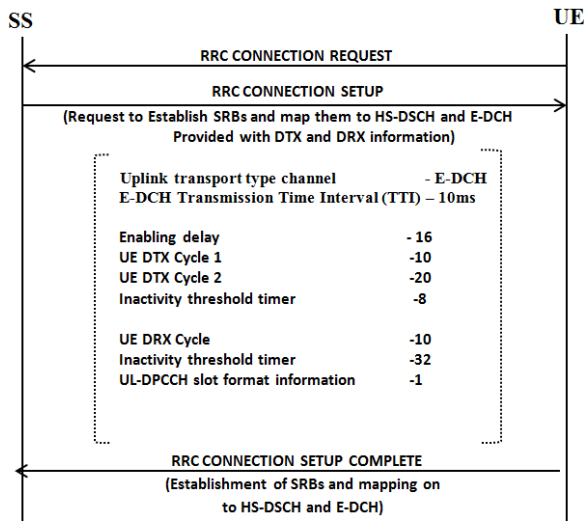 SS UE
RRC CONNECTION REQUEST
RRC CONNECTION SETUP
(Request to Establish SRBs and map them to HS-DSCH and E-DCH
Provided with DTX and DRX information)
Uplink transport type channel - E-DCH
E-DCH Transmission Time Interval (TTI) – 10ms
Enabling delay - 16
UE DTX Cycle 1 -10
UE DTX Cycle 2 -20
Inactivity threshold timer -8
UE DRX Cycle -10
Inactivity threshold timer -32
UL-DPCCH slot format information -1
RRC CONNECTION SETUP COMPLETE
(Establishment of SRBs and mapping on
to HS-DSCH and E-DCH)